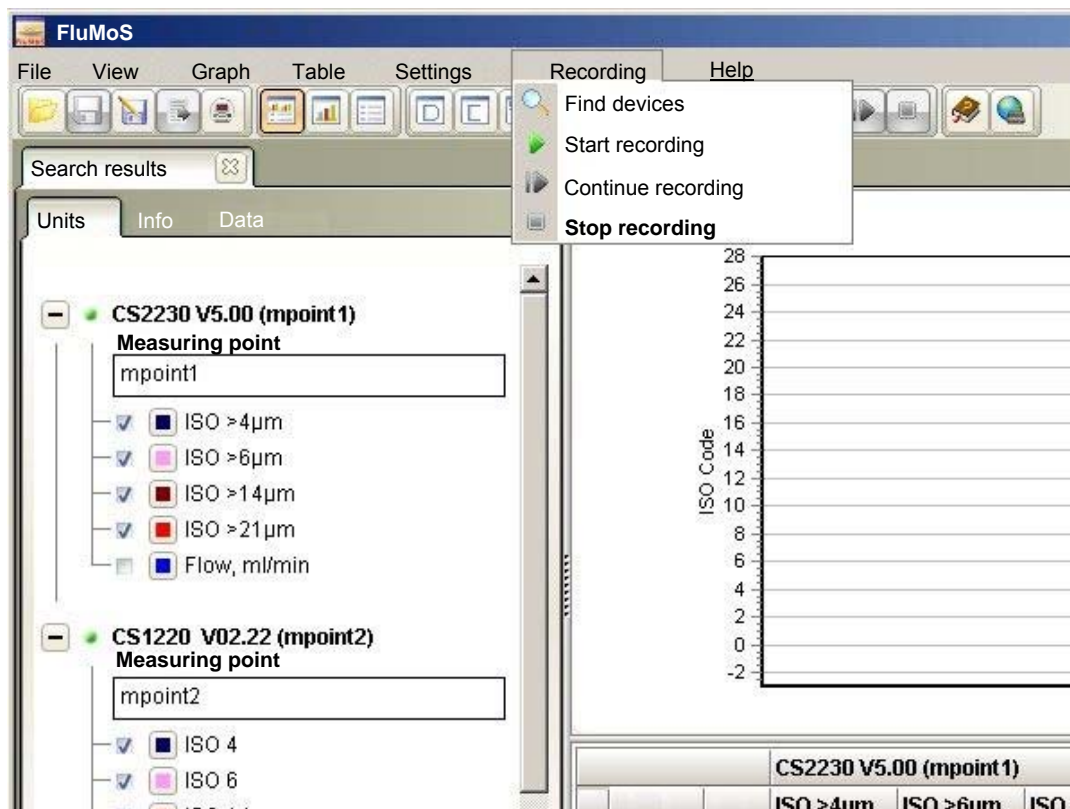 FluMoS
File View Graph Table Settings Recording Help
Find devices
Start recording
Continue recording
Stop recording
D C
Search results
Units Info Data
CS2230 V5.00 (mpoint1)
Measuring point
mpoint1
ISO >4µm
ISO >6µm
ISO >14µm
ISO >21µm
Flow, ml/min
CS1220 V02.22 (mpoint2)
Measuring point
mpoint2
ISO 4
ISO 6
28
26
24
22
20
18
16
14
12
10
8
6
4
2
0
-2
ISO Code
CS2230 V5.00 (mpoint1)
ISO >4µm ISO >6µm ISO